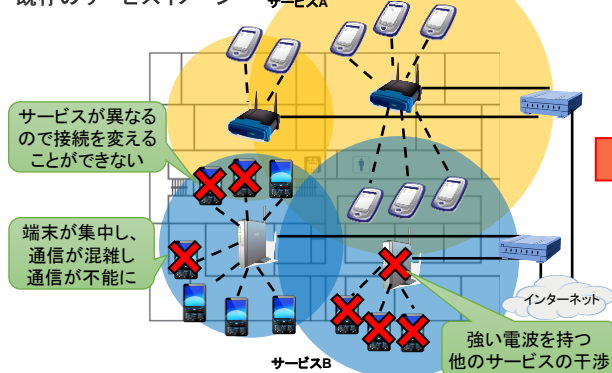 既存のサービスイメージ
サービスA
サービスが異なる
ので接続を変える
ことができない
端末が集中し、
通信が混雑し
通信が不能に
インターネット
強い電波を持つ
他のサービスの干渉
サービスB